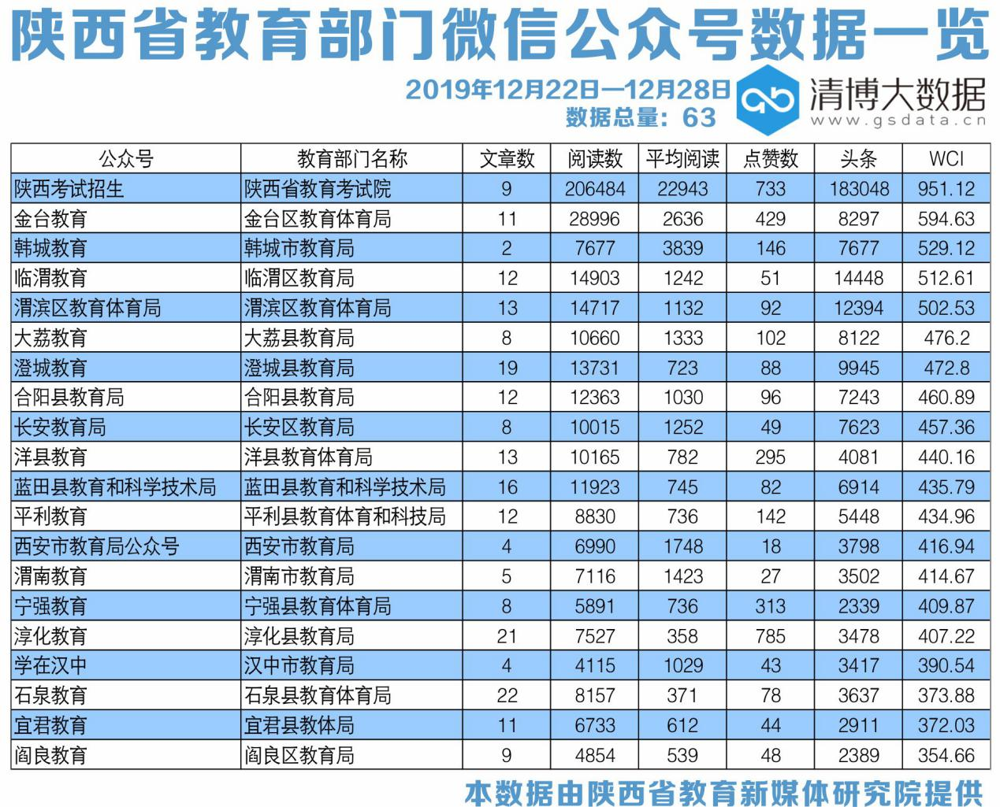 陕西省教育部门微信公众号数据一览
2019年12月22日—12月28日
数据总量：63
清博大数据
www.gsdata.cn
公众号 教育部门名称 文章数 阅读数 平均阅读 点赞数 头条 WCI
陕西考试招生 陕西省教育考试院 9 206484 22943 733 183048 951.12
金台教育 金台区教育体育局 11 28996 2636 429 8297 594.63
韩城教育 韩城市教育局 2 7677 3839 146 7677 529.12
临渭教育 临渭区教育局 12 14903 1242 51 14448 512.61
渭滨区教育体育局 渭滨区教育体育局 13 14717 1132 92 12394 502.53
大荔教育 大荔县教育局 8 10660 1333 102 8122 476.2
澄城教育 澄城县教育局 19 13731 723 88 9945 472.8
合阳县教育局 合阳县教育局 12 12363 1030 96 7243 460.89
长安教育局 长安区教育局 8 10015 1252 49 7623 457.36
洋县教育 洋县教育体育局 13 10165 782 295 4081 440.16
蓝田县教育和科学技术局 蓝田县教育和科学技术局 16 11923 745 82 6914 435.79
平利教育 平利县教育体育和科技局 12 8830 736 142 5448 434.96
西安市教育局公众号 西安市教育局 4 6990 1748 18 3798 416.94
渭南教育 渭南市教育局 5 7116 1423 27 3502 414.67
宁强教育 宁强县教育体育局 8 5891 736 313 2339 409.87
淳化教育 淳化县教育局 21 7527 358 785 3478 407.22
学在汉中 汉中市教育局 4 4115 1029 43 3417 390.54
石泉教育 石泉县教育体育局 22 8157 371 78 3637 373.88
宜君教育 宜君县教体局 11 6733 612 44 2911 372.03
阎良教育 阎良区教育局 9 4854 539 48 2389 354.66
本数据由陕西省教育新媒体研究院提供